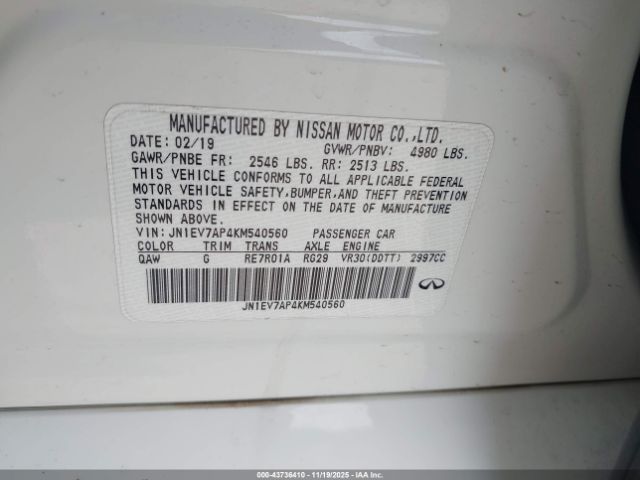 MANUFACTURED BY NISSAN MOTOR CO.,LTD.
DATE: 02/19 GVWR/PNBV: 4980 LBS.
GAWR/PNBE FR: 2546 LBS. RR: 2513 LBS.
THIS VEHICLE CONFORMS TO ALL APPLICABLE FEDERAL
MOTOR VEHICLE SAFETY,BUMPER,AND THEFT PREVENTION
STANDARDS IN EFFECT ON THE DATE OF MANUFACTURE
SHOWN ABOVE.
VIN: JN1EV7AP4KM540560 PASSENGER CAR
COLOR TRIM TRANS AXLE ENGINE
QAW G RE7R01A RG29 VR30(DDTT) 2997CC
JN1EV7AP4KM540560
000-43736410 - 11/19/2025 - IAA, Inc.